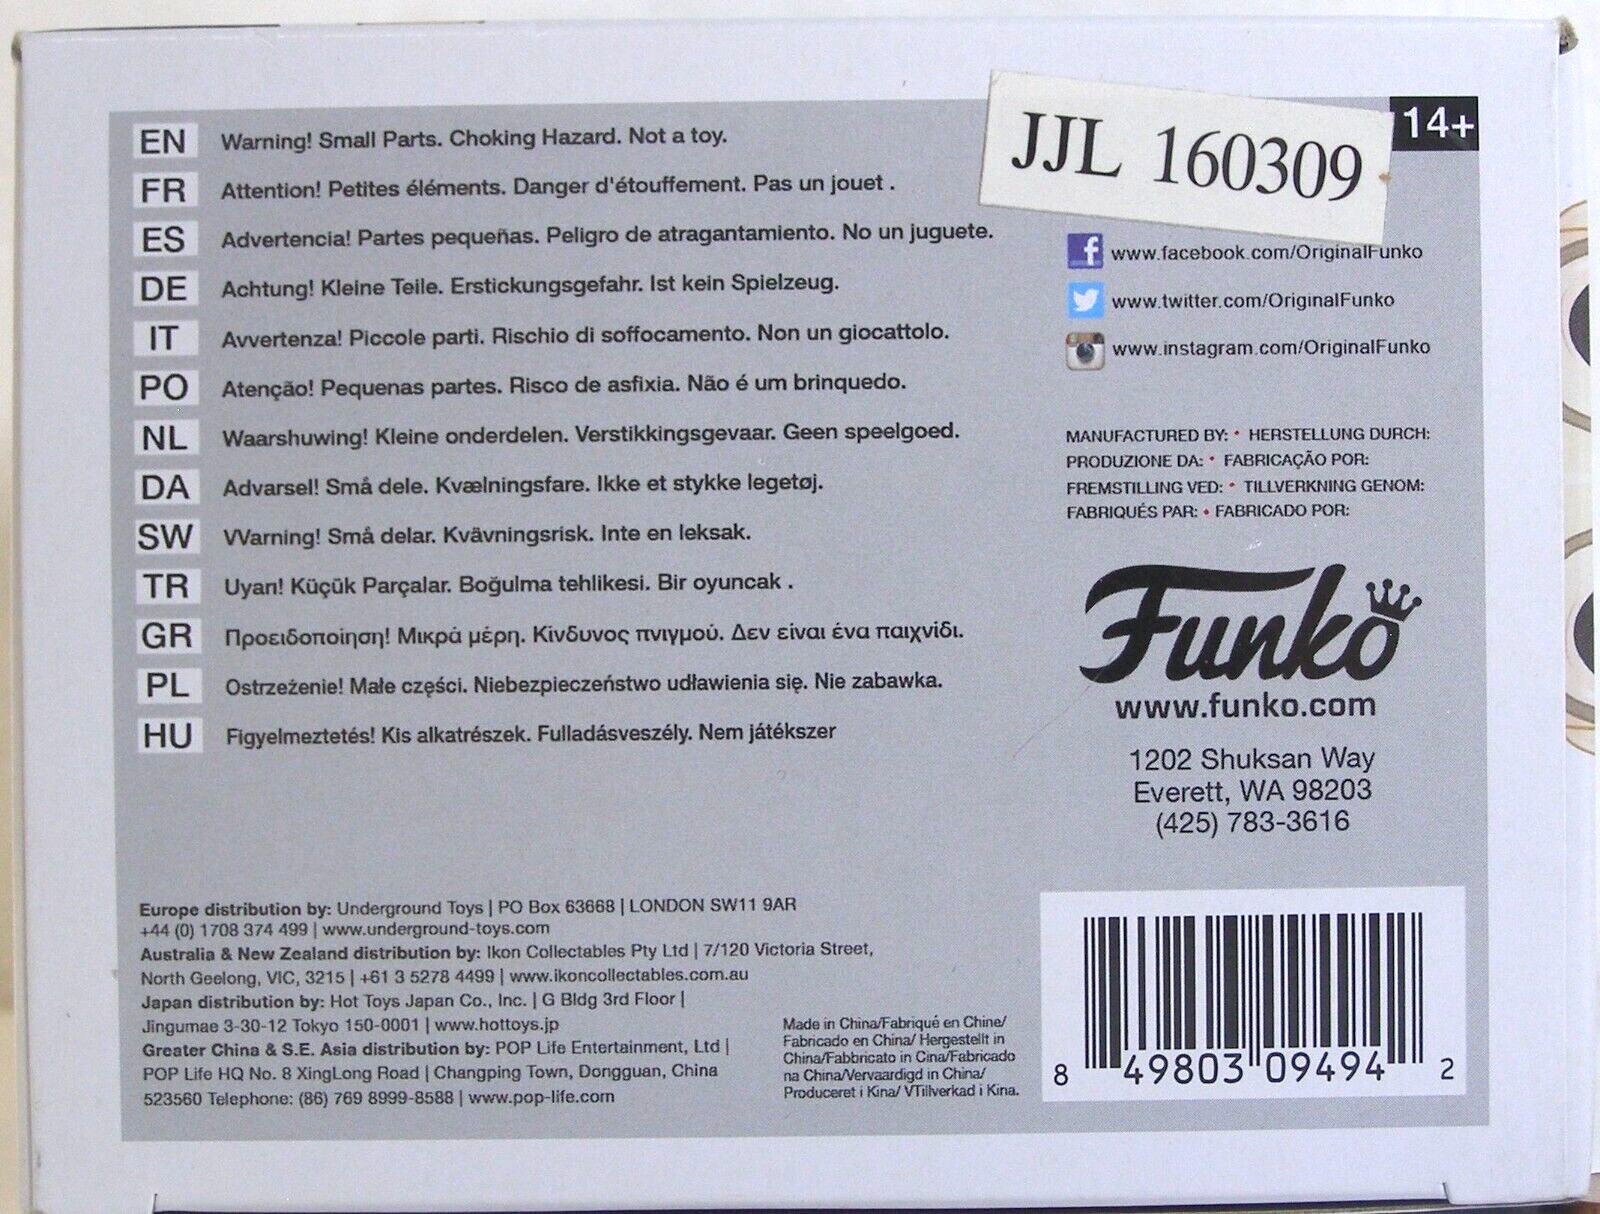 JJL 160309
14+
EN Warning! Small Parts. Choking Hazard. Not a toy.
FR Attention! Petites éléments. Danger d'étouffement. Pas un jouet .
ES Advertencia! Partes pequeñas. Peligro de atragantamiento. No un juguete.
DE Achtung! Kleine Teile. Erstickungsgefahr. Ist kein Spielzeug.
IT Avvertenza! Piccole parti. Rischio di soffocamento. Non un giocattolo.
PO Atenção! Pequenas partes. Risco de asfixia. Não é um brinquedo.
NL Waarshuwing! Kleine onderdelen. Verstikkingsgevaar. Geen speelgoed.
DA Advarsel! Små dele. Kvælningsfare. Ikke et stykke legetøj.
SW VVarning! Små delar. Kvävningsrisk. Inte en leksak.
TR Uyan! Küçük Parçalar. Boğulma tehlikesi. Bir oyuncak .
GR Προειδοποίηση! Μικρά μέρη. Κίνδυνος πνιγμού. Δεν είναι ένα παιχνίδι.
PL Ostrzeżenie! Małe części. Niebezpieczeństwo udławienia się. Nie zabawka.
HU Figyelmeztetés! Kis alkatrészek. Fulladásveszély. Nem játékszer
f www.facebook.com/OriginalFunko
www.twitter.com/OriginalFunko
www.instagram.com/OriginalFunko
MANUFACTURED BY: • HERSTELLUNG DURCH:
PRODUZIONE DA: • FABRICAÇÃO POR:
FREMSTILLING VED: • TILLVERKNING GENOM:
FABRIQUÉS PAR: • FABRICADO POR:
Funko
www.funko.com
1202 Shuksan Way
Everett, WA 98203
(425) 783-3616
Europe distribution by: Underground Toys | PO Box 63668 | LONDON SW11 9AR
+44 (0) 1708 374 499 | www.underground-toys.com
Australia & New Zealand distribution by: Ikon Collectables Pty Ltd | 7/120 Victoria Street,
North Geelong, VIC, 3215 | +61 3 5278 4499 | www.ikoncollectables.com.au
Japan distribution by: Hot Toys Japan Co., Inc. | G Bldg 3rd Floor |
Jingumae 3-30-12 Tokyo 150-0001 | www.hottoys.jp
Greater China & S.E. Asia distribution by: POP Life Entertainment, Ltd |
POP Life HQ No. 8 XingLong Road | Changping Town, Dongguan, China
523560 Telephone: (86) 769 8999-8588 | www.pop-life.com
Made in China/Fabriqué en Chine/
Fabricado en China/ Hergestellt in
China/Fabbricato in Cina/Fabricado
na China/Vervaardigd in China/
Produceret i Kina/ VTillverkad i Kina.
8 49803 09494 2